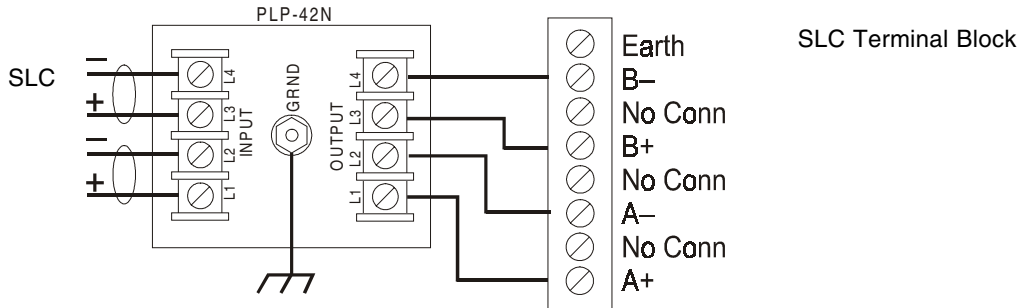 PLP-42N
SLC
−
+
−
+
L4
L3
L2
L1
INPUT
GRND
OUTPUT
L4
L3
L2
L1
Earth
B−
No Conn
B+
No Conn
A−
No Conn
A+
SLC Terminal Block